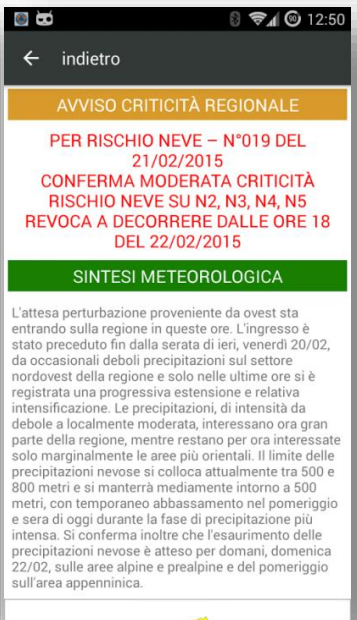 12:50
indietro
AVVISO CRITICITÀ REGIONALE
PER RISCHIO NEVE – N°019 DEL
21/02/2015
CONFERMA MODERATA CRITICITÀ
RISCHIO NEVE SU N2, N3, N4, N5
REVOCA A DECORRERE DALLE ORE 18
DEL 22/02/2015
SINTESI METEOROLOGICA
L'attesa perturbazione proveniente da ovest sta
entrando sulla regione in queste ore. L'ingresso è
stato preceduto fin dalla serata di ieri, venerdì 20/02,
da occasionali deboli precipitazioni sul settore
nordovest della regione e solo nelle ultime ore si è
registrata una progressiva estensione e relativa
intensificazione. Le precipitazioni, di intensità da
debole a localmente moderata, interessano ora gran
parte della regione, mentre restano per ora interessate
solo marginalmente le aree più orientali. Il limite delle
precipitazioni nevose si colloca attualmente tra 500 e
800 metri e si manterrà mediamente intorno a 500
metri, con temporaneo abbassamento nel pomeriggio
e sera di oggi durante la fase di precipitazione più
intensa. Si conferma inoltre che l'esaurimento delle
precipitazioni nevose è atteso per domani, domenica
22/02, sulle aree alpine e prealpine e del pomeriggio
sull'area appenninica.